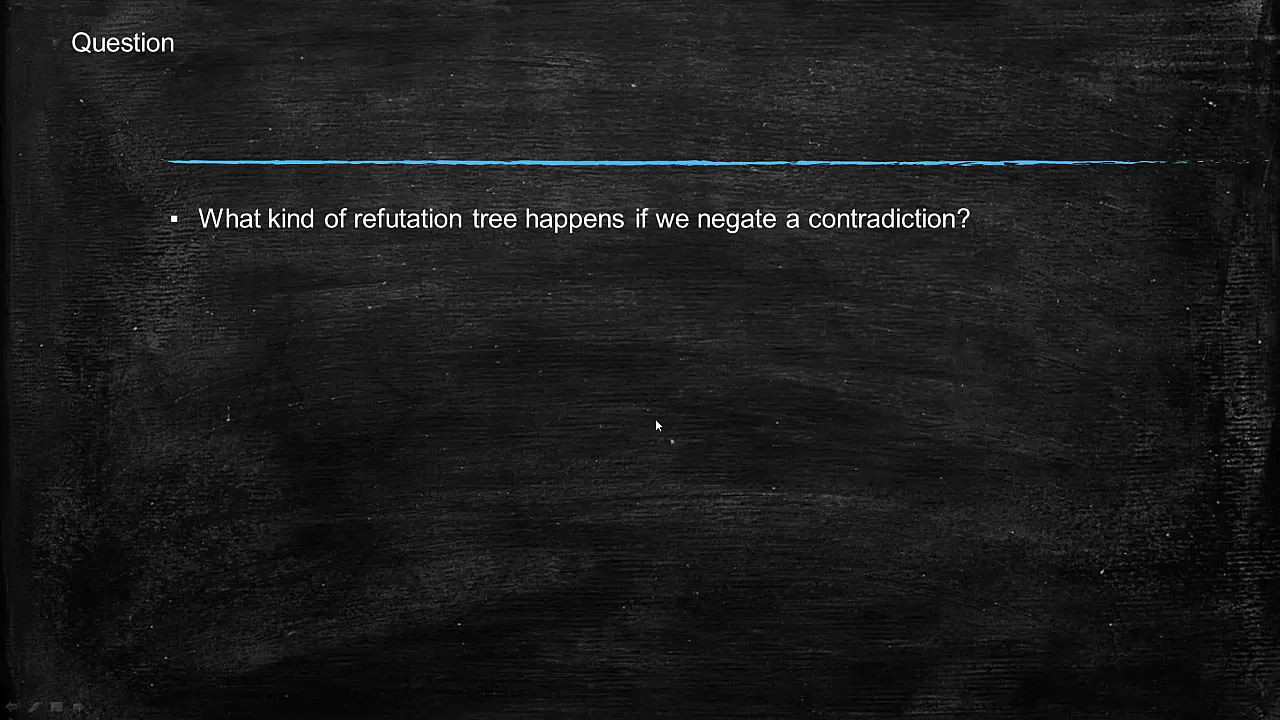 Question
▪ What kind of refutation tree happens if we negate a contradiction?